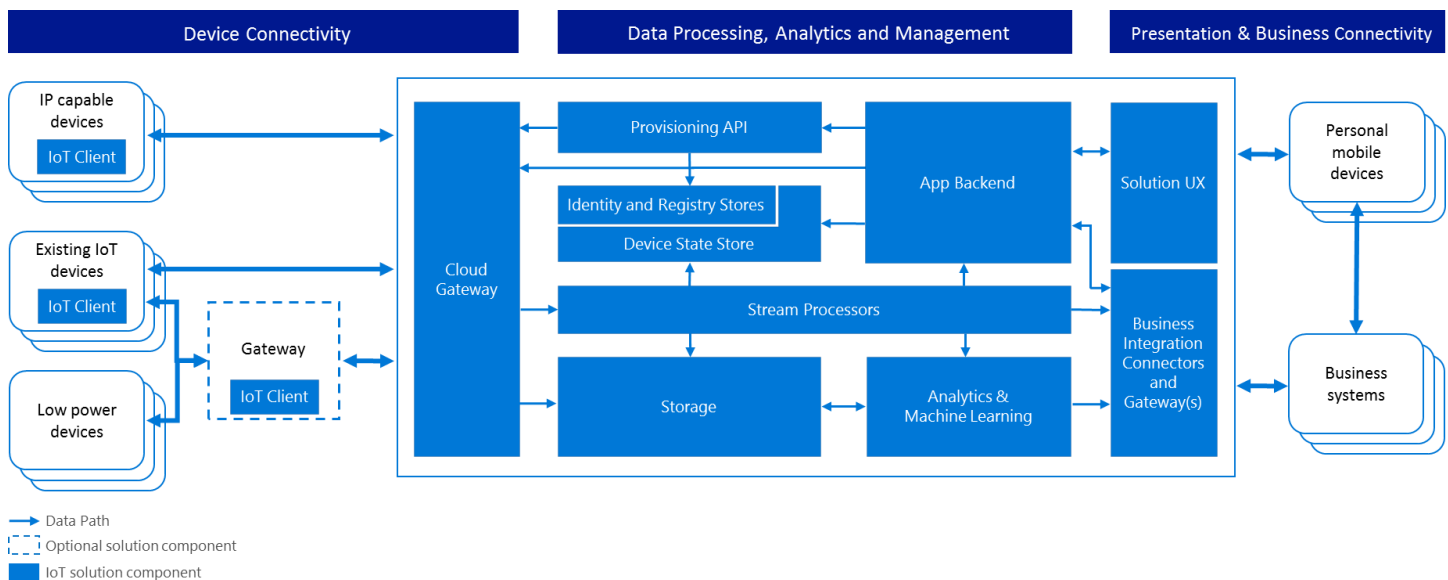 Device Connectivity
Data Processing, Analytics and Management
Presentation & Business Connectivity
IP capable
devices
IoT Client
Existing IoT
devices
IoT Client
Low power
devices
Gateway
IoT Client
Cloud
Gateway
Provisioning API
Identity and Registry Stores
Device State Store
Stream Processors
Storage
App Backend
Analytics &
Machine Learning
Solution UX
Business
Integration
Connectors
and
Gateway(s)
Personal
mobile
devices
Business
systems
Data Path
Optional solution component
IoT solution component